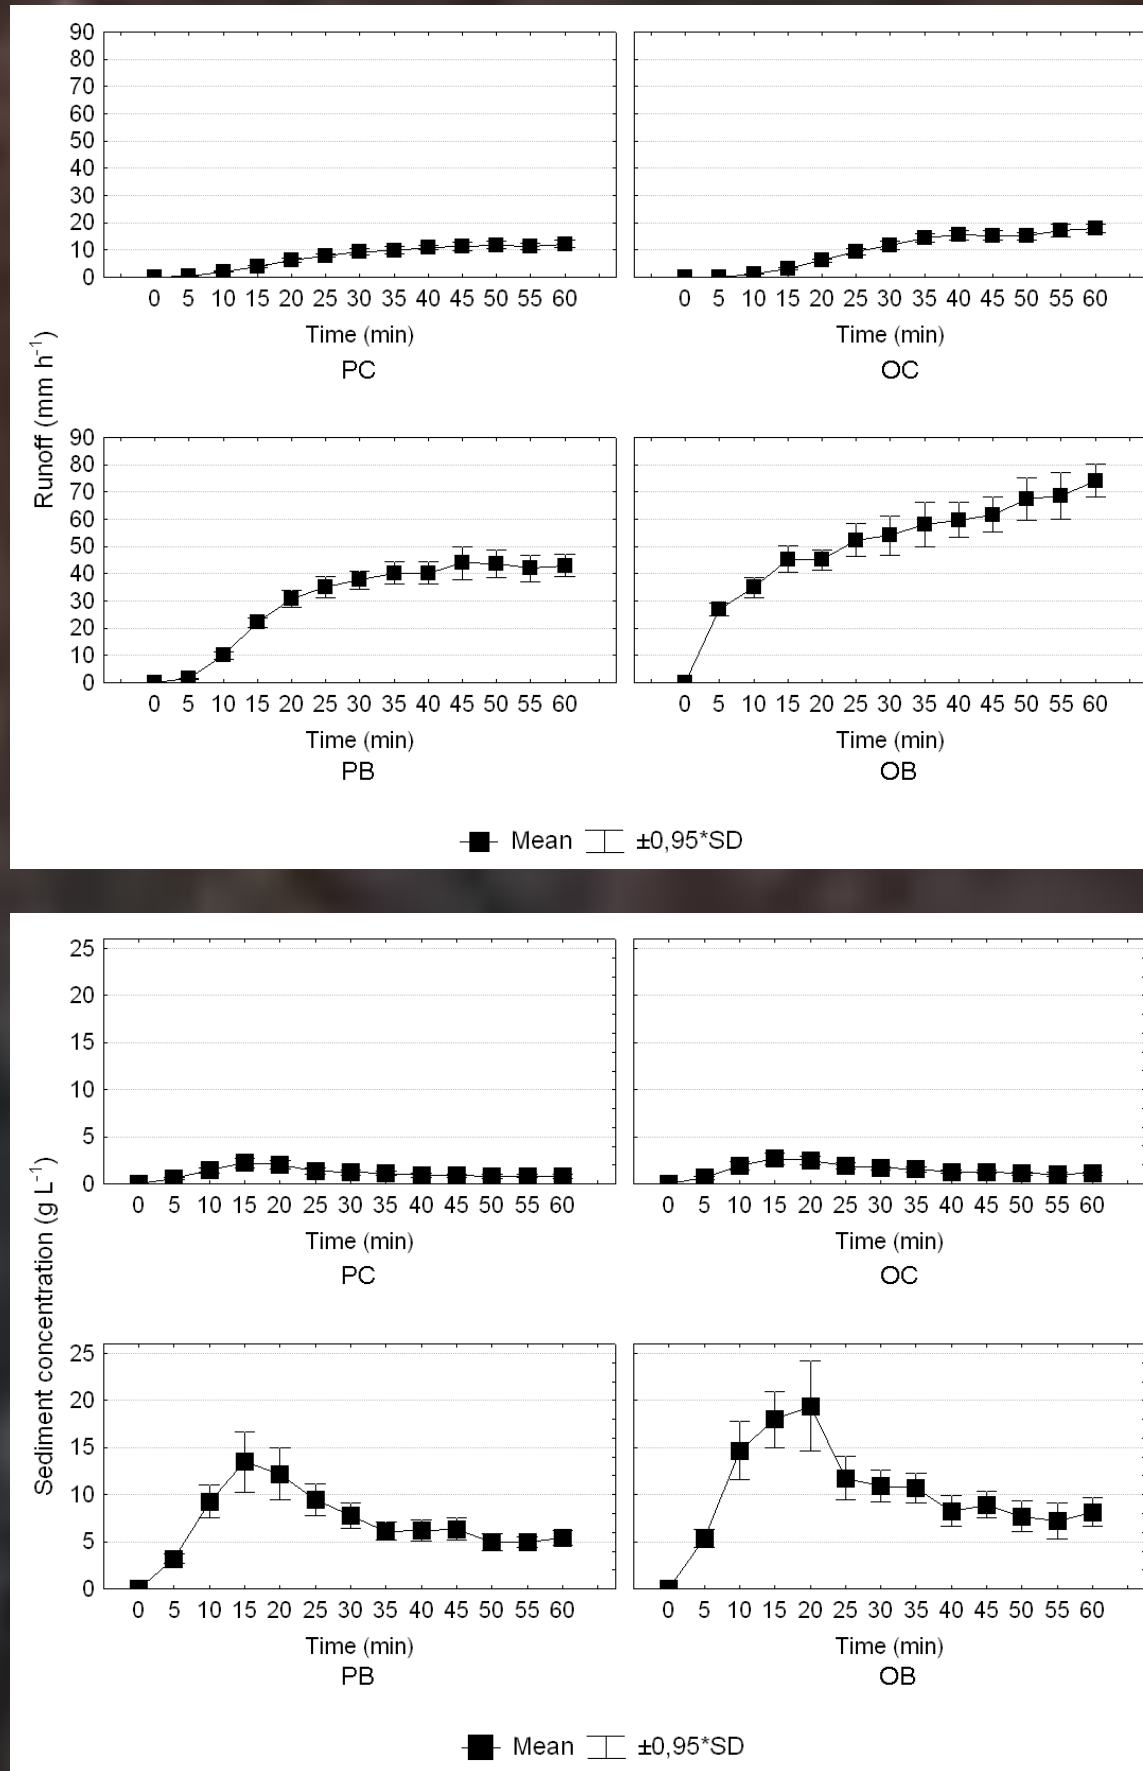 Runoff (mm h⁻¹)
90
80
70
60
50
40
30
20
10
0
0 5 10 15 20 25 30 35 40 45 50 55 60
Time (min)
PC
0 5 10 15 20 25 30 35 40 45 50 55 60
Time (min)
OC
90
80
70
60
50
40
30
20
10
0
0 5 10 15 20 25 30 35 40 45 50 55 60
Time (min)
PB
0 5 10 15 20 25 30 35 40 45 50 55 60
Time (min)
OB
Mean ±0,95*SD
Sediment concentration (g L⁻¹)
25
20
15
10
5
0
0 5 10 15 20 25 30 35 40 45 50 55 60
Time (min)
PC
0 5 10 15 20 25 30 35 40 45 50 55 60
Time (min)
OC
25
20
15
10
5
0
0 5 10 15 20 25 30 35 40 45 50 55 60
Time (min)
PB
0 5 10 15 20 25 30 35 40 45 50 55 60
Time (min)
OB
Mean ±0,95*SD